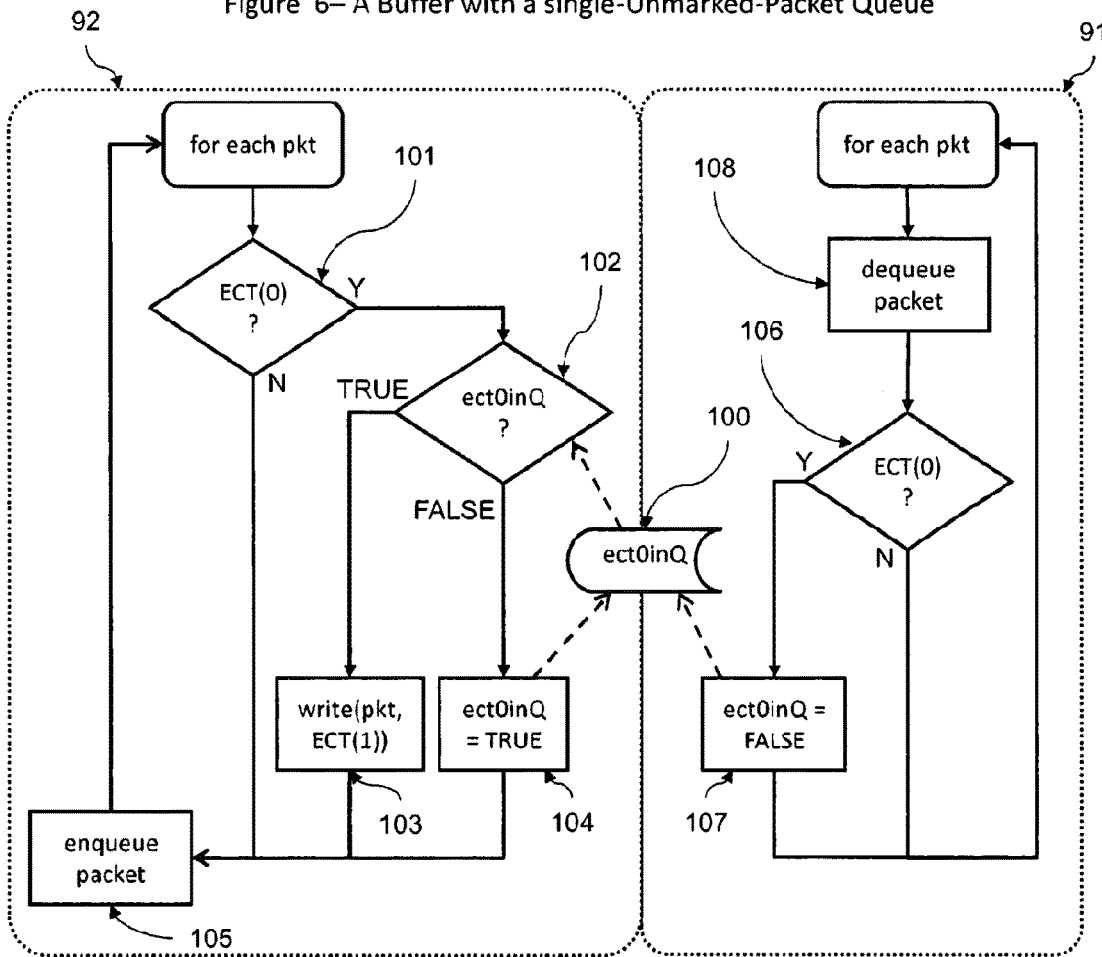 Figure 6– A Buffer with a single-Unmarked-Packet Queue
92
91
for each pkt
for each pkt
101
108
ECT(0)
?
Y
N
102
dequeue
packet
106
TRUE
ect0inQ
?
100
FALSE
ECT(0)
?
Y
N
ect0inQ
write(pkt,
ECT(1))
ect0inQ
= TRUE
ect0inQ =
FALSE
103
104
107
enqueue
packet
105